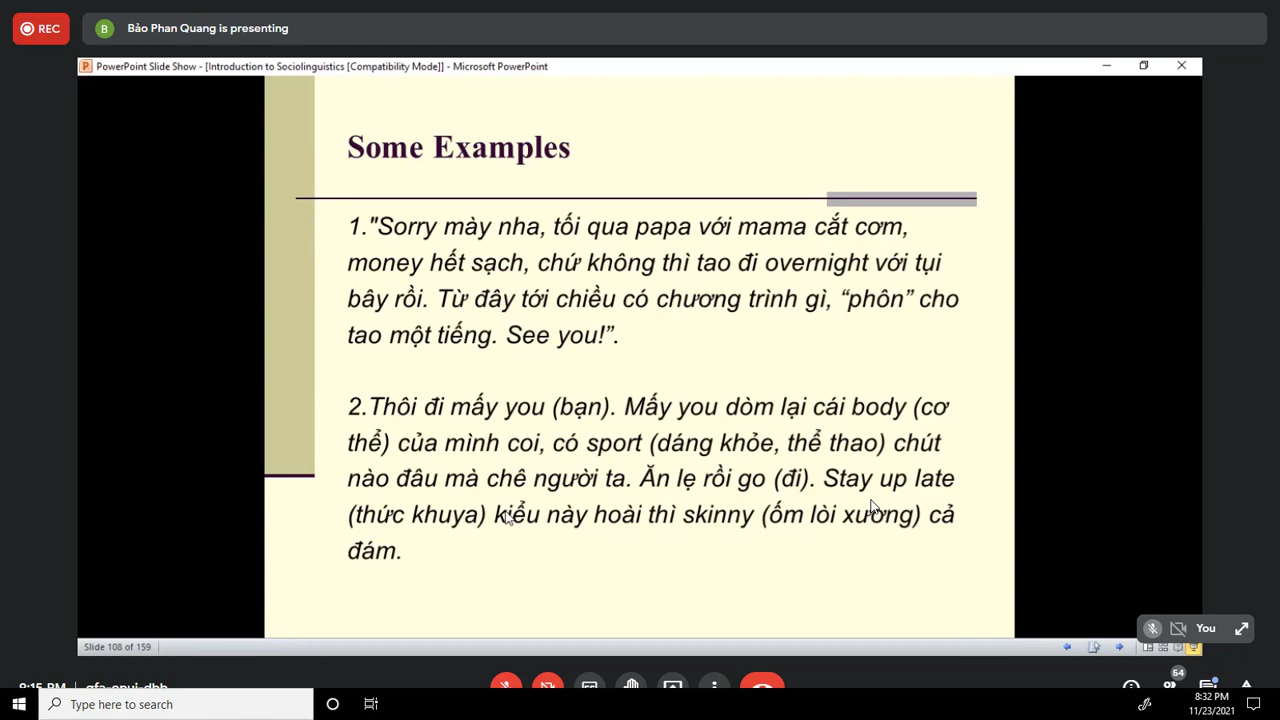 REC
B
Bảo Phan Quang is presenting
PowerPoint Slide Show - [Introduction to Sociolinguistics [Compatibility Mode]] - Microsoft PowerPoint
Some Examples
1."Sorry mày nha, tối qua papa với mama cắt cơm,
money hết sạch, chứ không thì tao đi overnight với tụi
bây rồi. Từ đây tới chiều có chương trình gì, “phôn” cho
tao một tiếng. See you!”.
2.Thôi đi mấy you (bạn). Mấy you dòm lại cái body (cơ
thể) của mình coi, có sport (dáng khỏe, thể thao) chút
nào đâu mà chê người ta. Ăn lẹ rồi go (đi). Stay up late
(thức khuya) kiểu này hoài thì skinny (ốm lòi xương) cả
đám.
You
Slide 108 of 159
54
8:15 PM
Type here to search
8:32 PM
11/23/2021